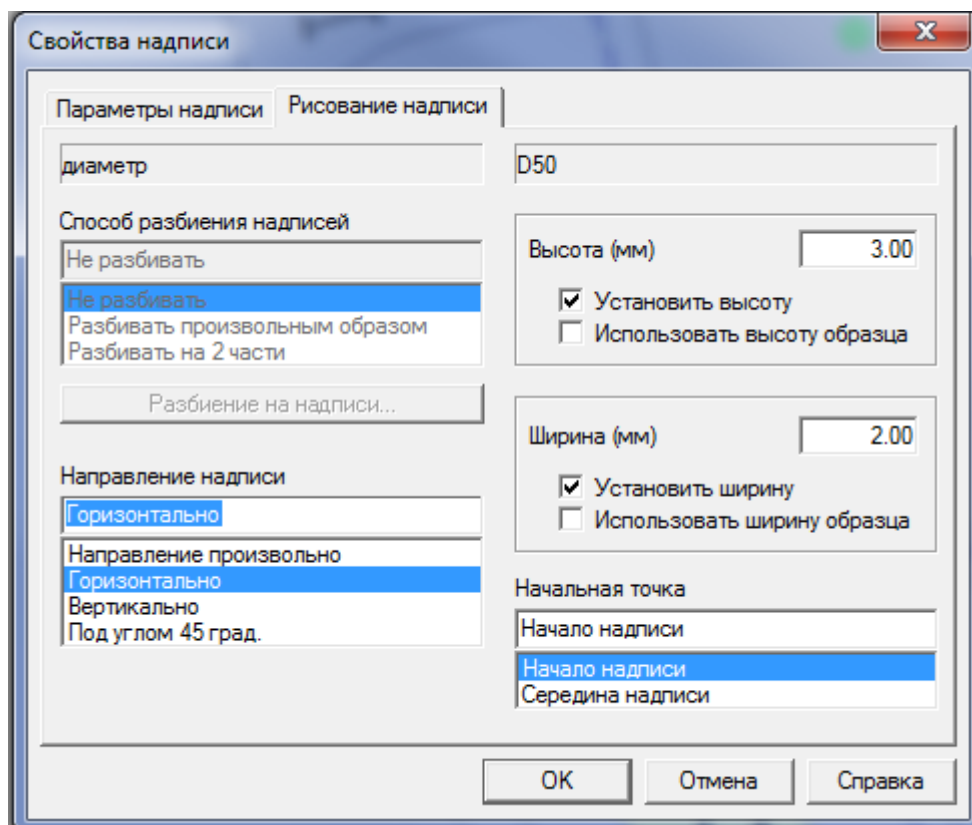 Свойства надписи
Параметры надписи
Рисование надписи
диаметр
D50
Способ разбиения надписей
Не разбивать
Не разбивать
Разбивать произвольным образом
Разбивать на 2 части
Разбиение на надписи...
Направление надписи
Горизонтально
Направление произвольно
Горизонтально
Вертикально
Под углом 45 град.
Высота (мм)
3.00
Установить высоту
Использовать высоту образца
Ширина (мм)
2.00
Установить ширину
Использовать ширину образца
Начальная точка
Начало надписи
Начало надписи
Середина надписи
OK
Отмена
Справка